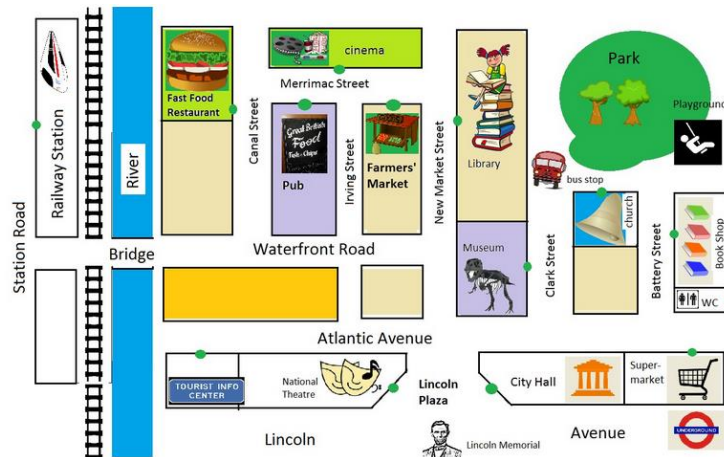 cinema
Park
Fast Food
Restaurant
Merrimac Street
Playground
Railway Station
Canal Street
Great British
Food
Fish & Chips
Pub
Irving Street
Farmers'
Market
New Market Street
Library
River
bus stop
church
Station Road
Bridge
Waterfront Road
Museum
Clark Street
Battery Street
Book Shop
WC
Atlantic Avenue
TOURIST INFO
CENTER
National
Theatre
Lincoln
Plaza
City Hall
Super-
market
Lincoln
Lincoln Memorial
Avenue
UNDERGROUND